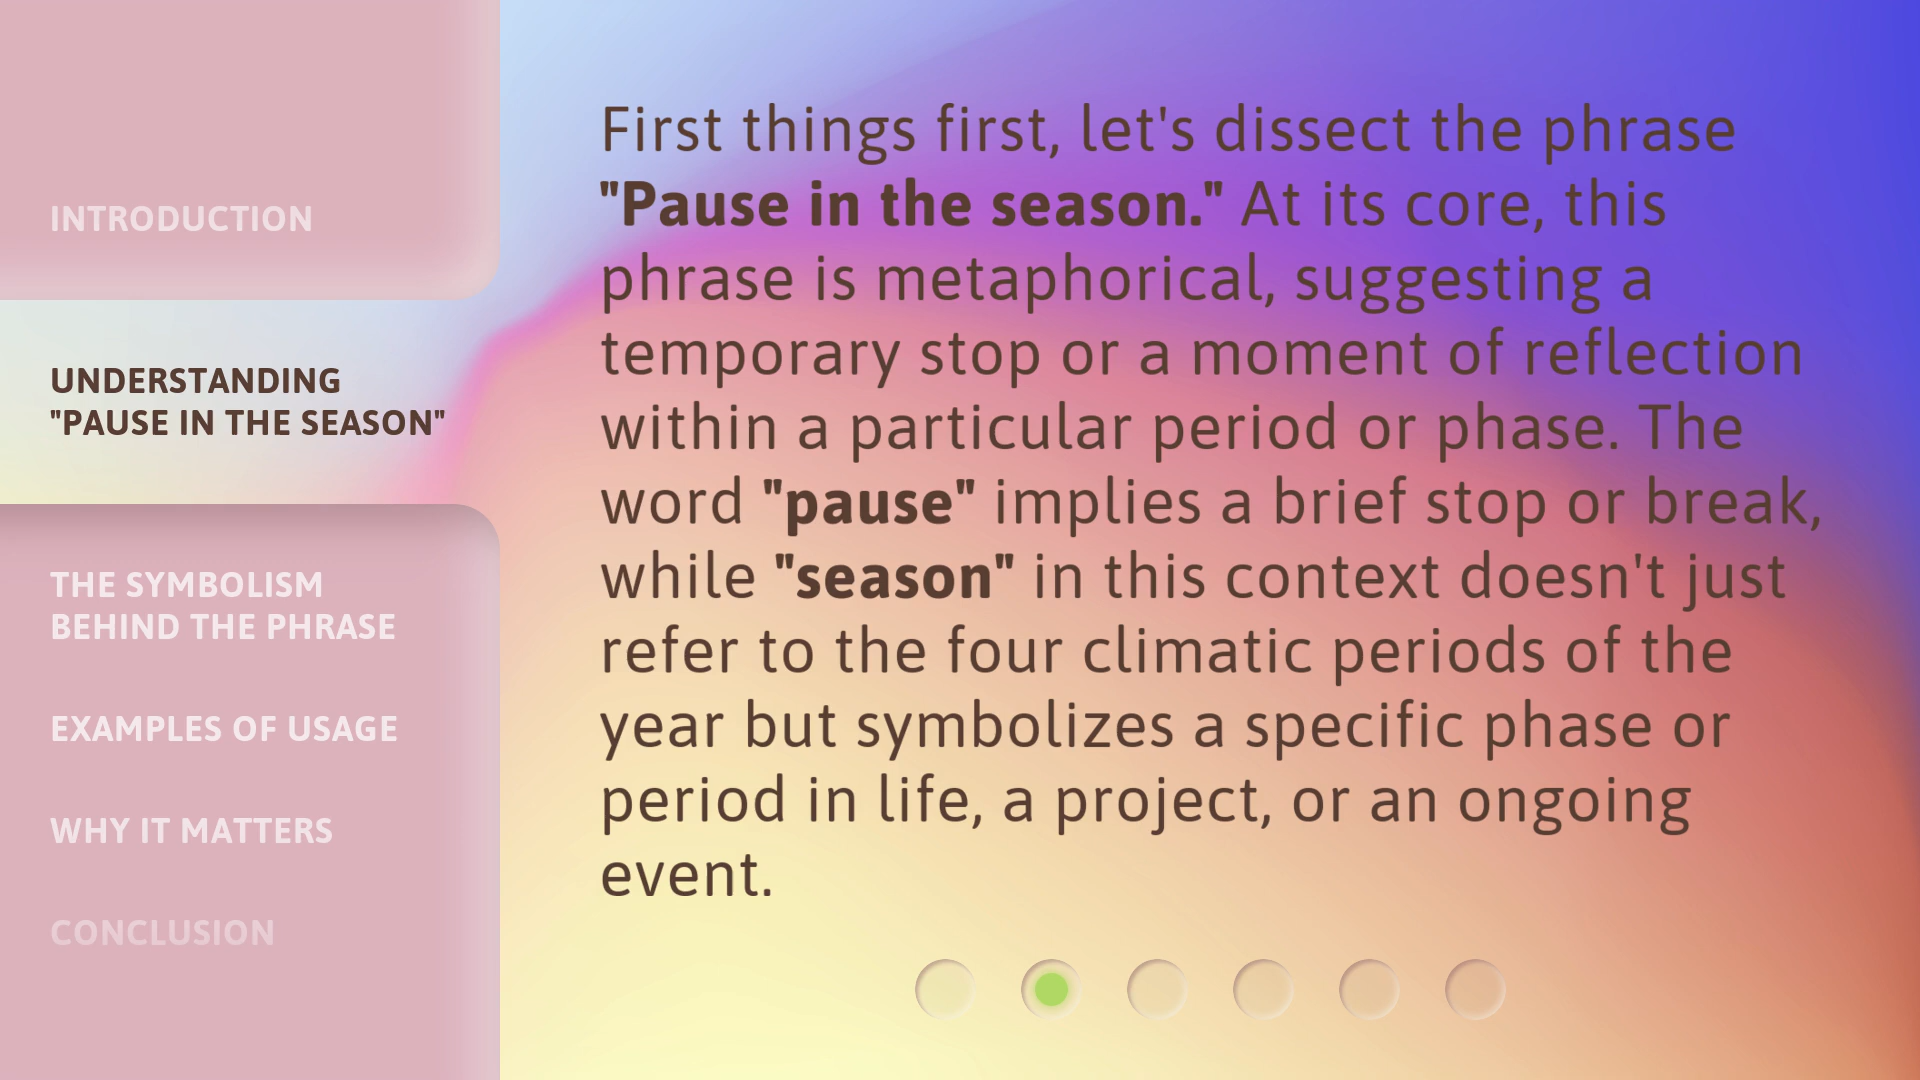 INTRODUCTION
UNDERSTANDING
"PAUSE IN THE SEASON"
THE SYMBOLISM
BEHIND THE PHRASE
EXAMPLES OF USAGE
WHY IT MATTERS
CONCLUSION
First things first, let's dissect the phrase
"Pause in the season." At its core, this
phrase is metaphorical, suggesting a
temporary stop or a moment of reflection
within a particular period or phase. The
word "pause" implies a brief stop or break,
while "season" in this context doesn't just
refer to the four climatic periods of the
year but symbolizes a specific phase or
period in life, a project, or an ongoing
event.